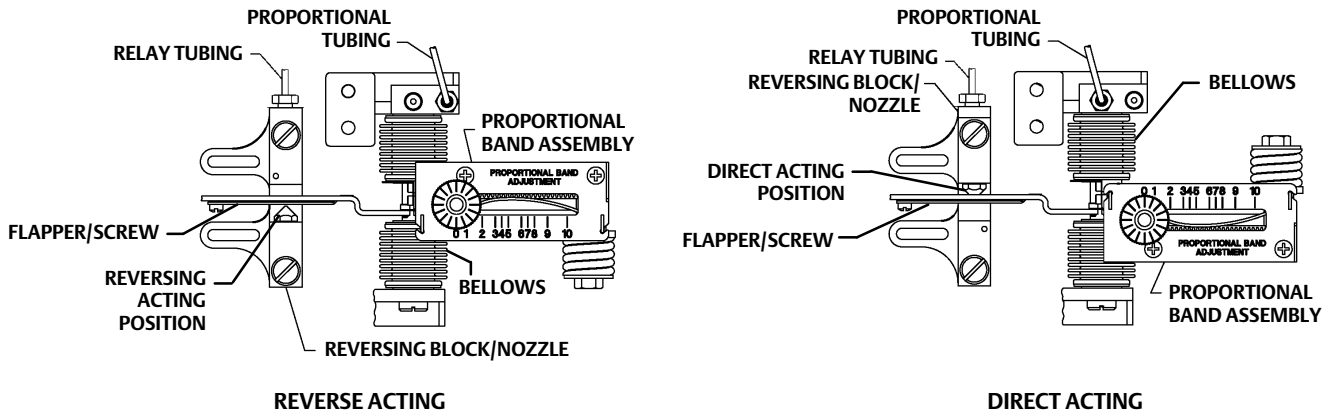 PROPORTIONAL
TUBING
RELAY TUBING
PROPORTIONAL
BAND ASSEMBLY
PROPORTIONAL BAND
ADJUSTMENT
0 1 2 345 678 9 10
FLAPPER/SCREW
REVERSING
ACTING
POSITION
BELLOWS
REVERSING BLOCK/NOZZLE
REVERSE ACTING
PROPORTIONAL
TUBING
RELAY TUBING
REVERSING BLOCK/
NOZZLE
BELLOWS
DIRECT ACTING
POSITION
0 1 2 345 678 9 10
PROPORTIONAL BAND
ADJUSTMENT
FLAPPER/SCREW
PROPORTIONAL
BAND ASSEMBLY
DIRECT ACTING